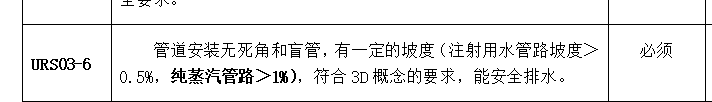 全要求。
URS03-6
管道安装无死角和盲管，有一定的坡度（注射用水管路坡度＞
0.5%，纯蒸汽管路＞1%），符合 3D 概念的要求，能安全排水。
必须